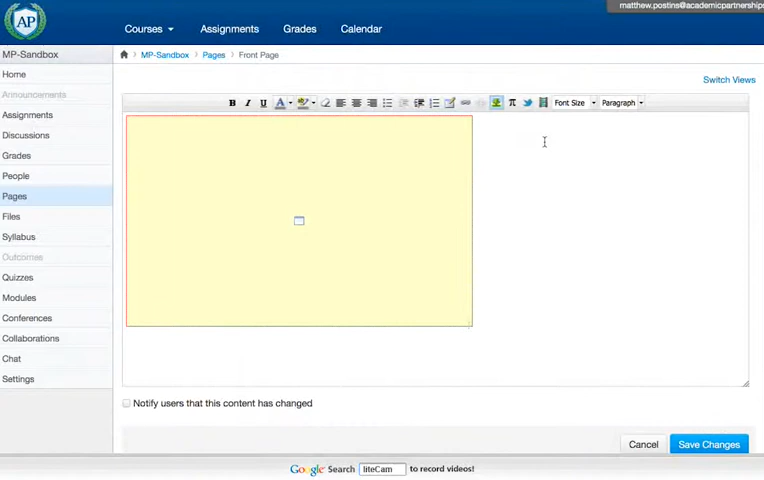 matthew.postins@academicpartnerships
AP
Courses Assignments Grades Calendar
MP-Sandbox
MP-Sandbox > Pages > Front Page
Home
Switch Views
Announcements
B I U A Font Size Paragraph
Assignments
Discussions
Grades
People
Pages
Files
Syllabus
Outcomes
Quizzes
Modules
Conferences
Collaborations
Chat
Settings
Notify users that this content has changed
Cancel Save Changes
Google Search liteCam to record videos!